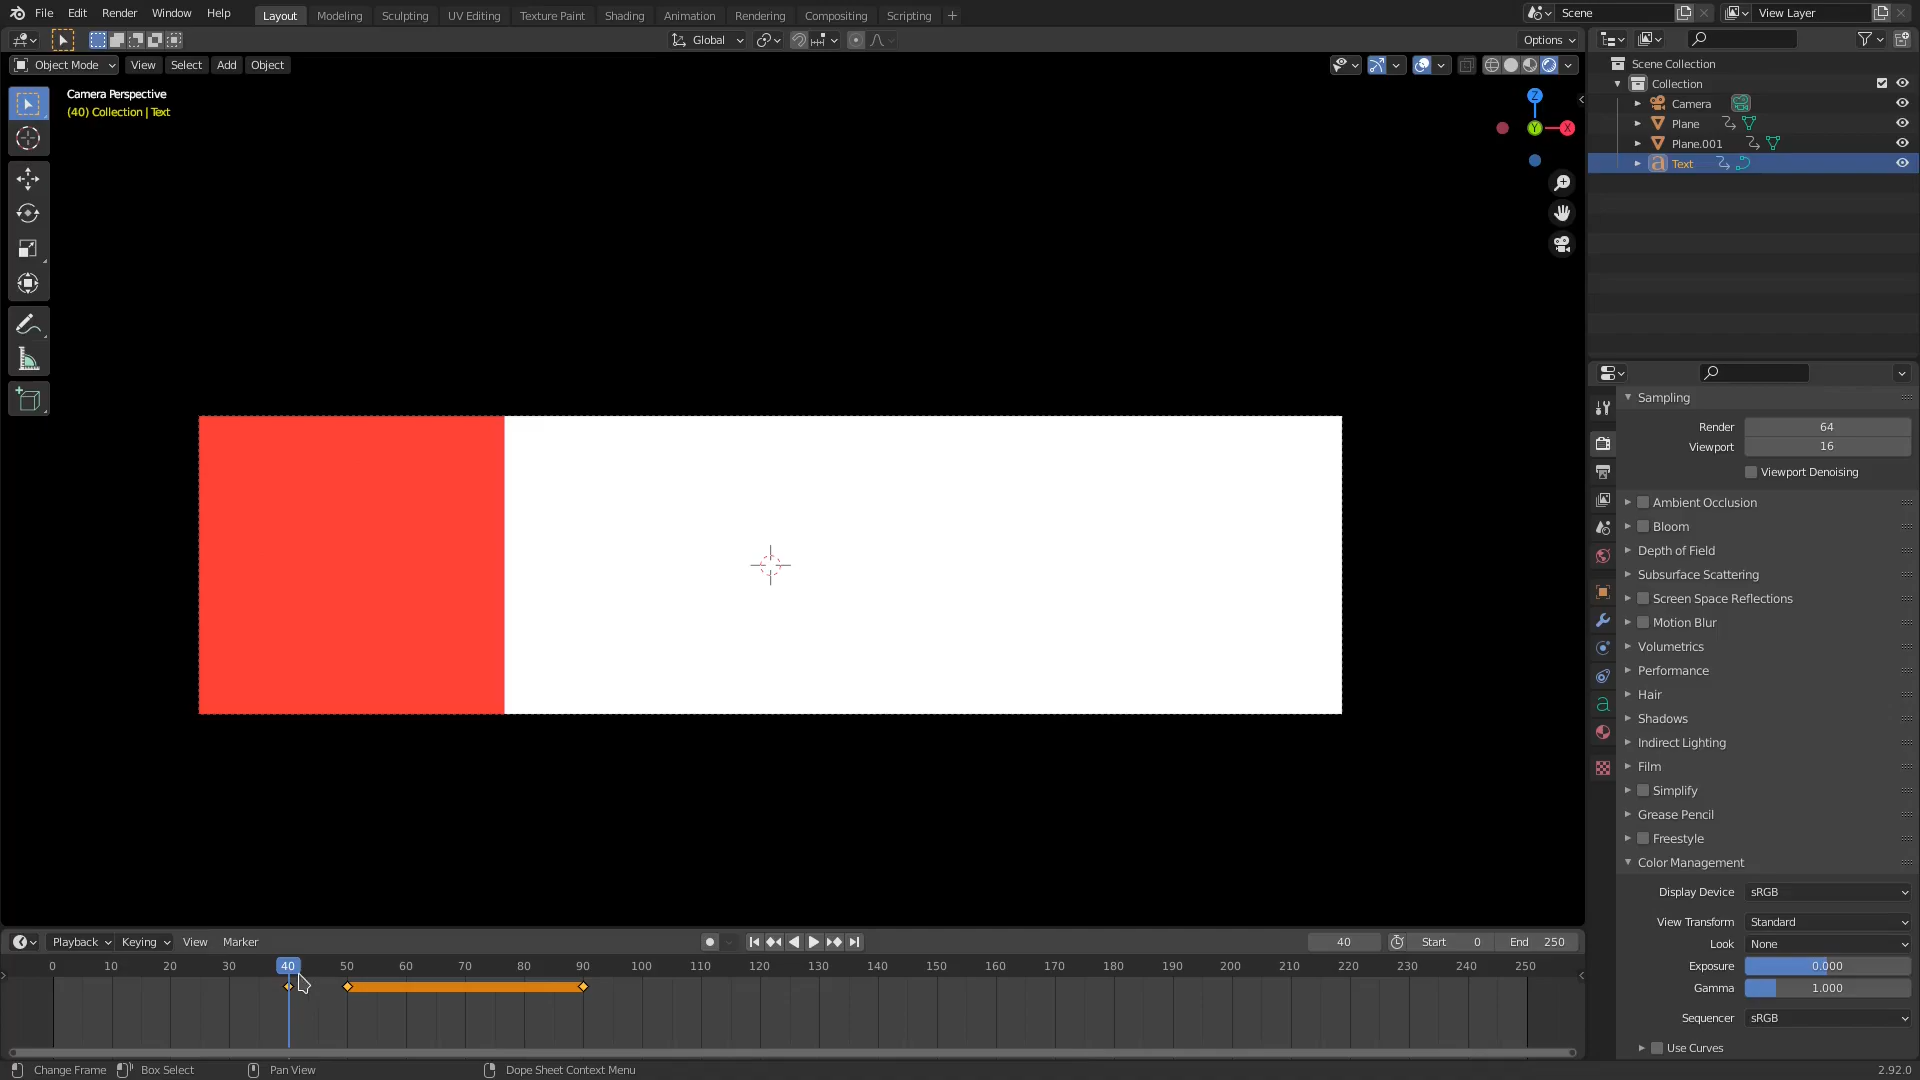 File Edit Render Window Help Layout Modeling Sculpting UV Editing Texture Paint Shading Animation Rendering Compositing Scripting + Scene View Layer
Global Options
Object Mode View Select Add Object
Camera Perspective
(40) Collection | Text
Z
Y X
Scene Collection
Collection
Camera
Plane
Plane.001
Text
Sampling
Render 64
Viewport 16
Viewport Denoising
Ambient Occlusion
Bloom
Depth of Field
Subsurface Scattering
Screen Space Reflections
Motion Blur
Volumetrics
Performance
Hair
Shadows
Indirect Lighting
Film
Simplify
Grease Pencil
Freestyle
Color Management
Display Device sRGB
View Transform Standard
Look None
Exposure 0.000
Gamma 1.000
Sequencer sRGB
Use Curves
Playback Keying View Marker 40 Start 0 End 250
0 10 20 30 40 50 60 70 80 90 100 110 120 130 140 150 160 170 180 190 200 210 220 230 240 250
Change Frame Box Select Pan View Dope Sheet Context Menu 2.92.0